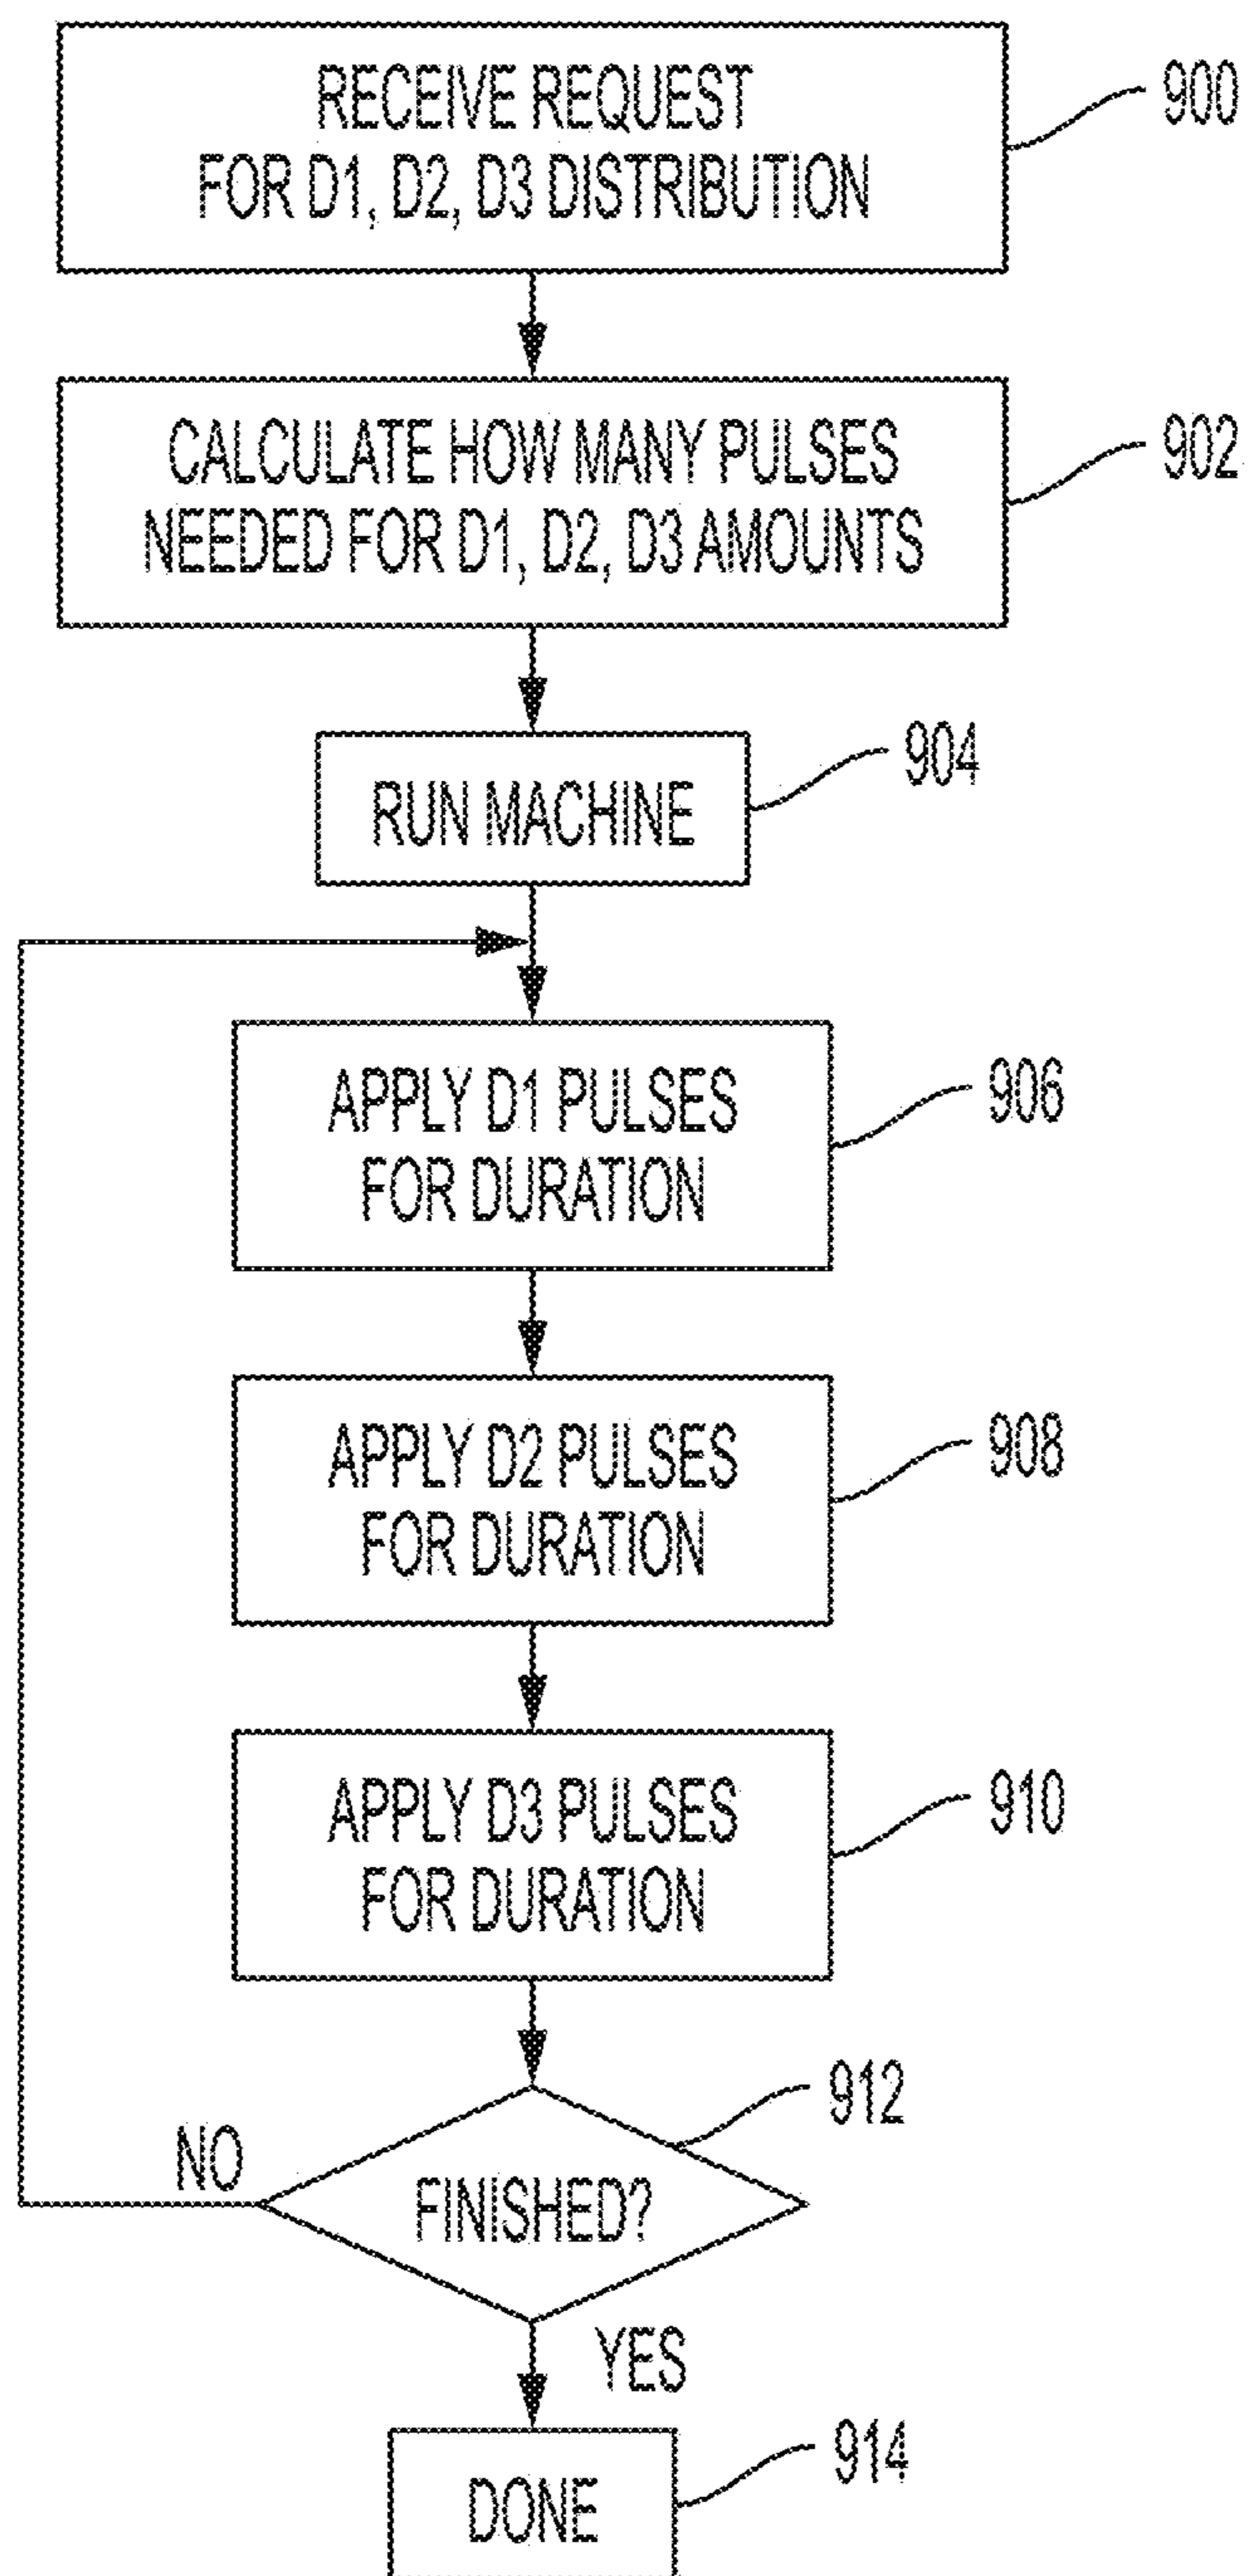 RECEIVE REQUEST
FOR D1, D2, D3 DISTRIBUTION
900
CALCULATE HOW MANY PULSES
NEEDED FOR D1, D2, D3 AMOUNTS
902
RUN MACHINE
904
APPLY D1 PULSES
FOR DURATION
906
APPLY D2 PULSES
FOR DURATION
908
APPLY D3 PULSES
FOR DURATION
910
FINISHED?
912
NO
YES
DONE
914